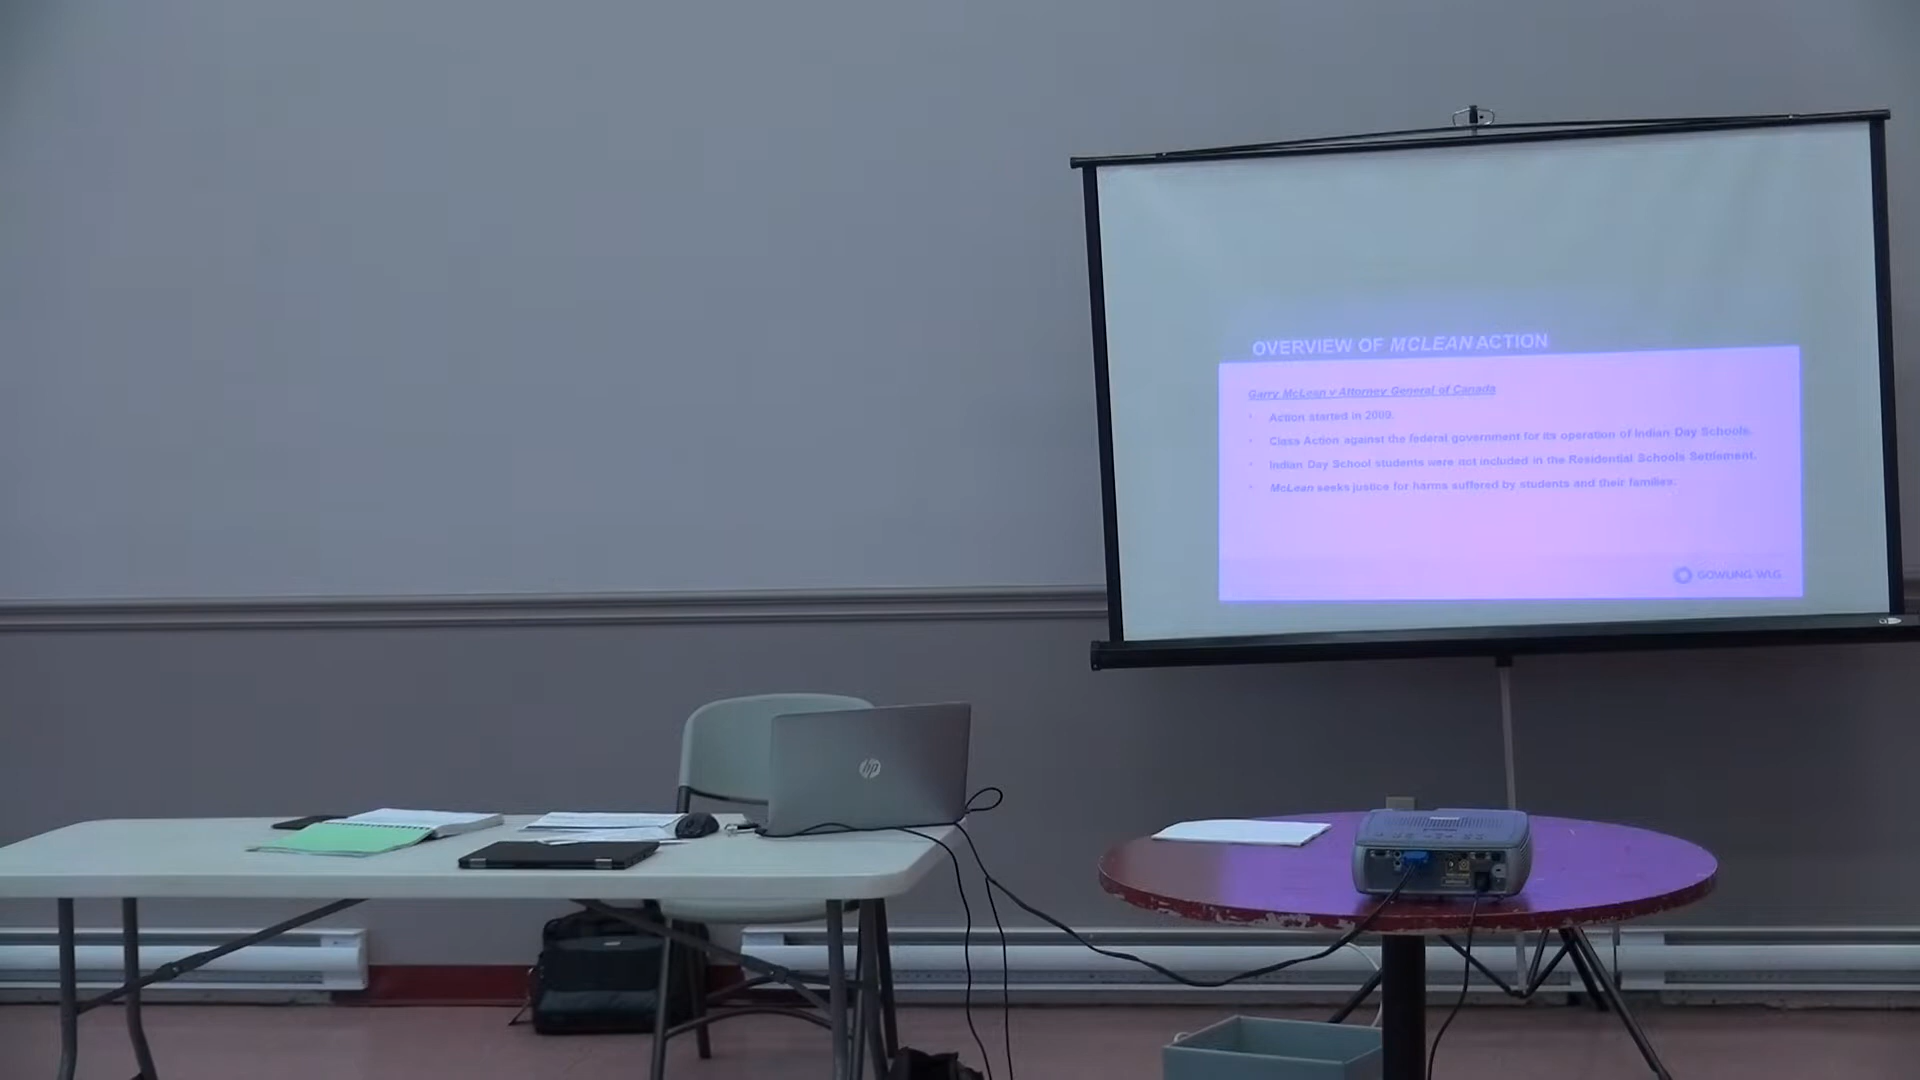 OVERVIEW OF MCLEAN ACTION
Garry McLean v Attorney General of Canada
• Action started in 2009.
• Class Action against the federal government for its operation of Indian Day Schools.
• Indian Day School students were not included in the Residential Schools Settlement.
• McLean seeks justice for harms suffered by students and their families.
GOWLING WLG
hp